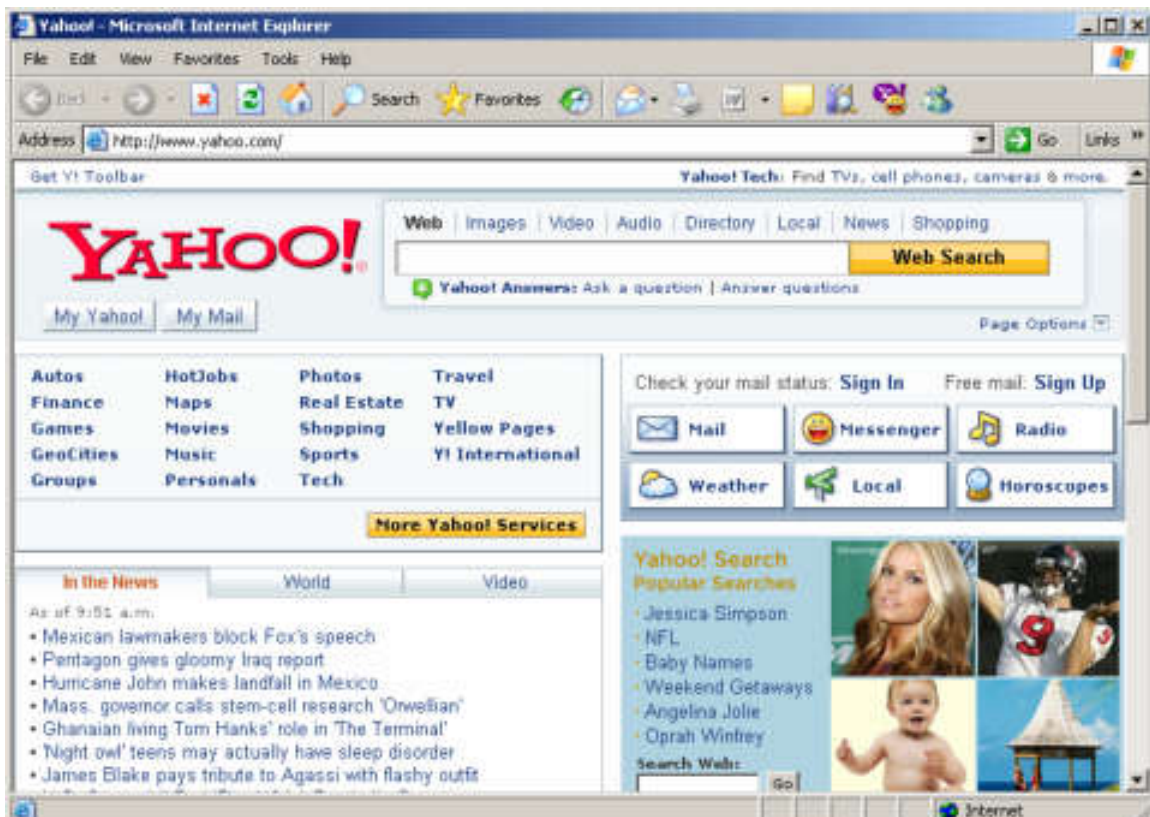 Yahoo! - Microsoft Internet Explorer
File Edit View Favorites Tools Help
Back Search Favorites
Address http://www.yahoo.com/ Go Links »
Get Y! Toolbar
Yahoo! Tech: Find TVs, cell phones, cameras & more.
YAHOO!
Web | Images | Video | Audio | Directory | Local | News | Shopping
Web Search
Yahoo! Answers: Ask a question | Answer questions
My Yahoo! My Mail
Page Options
Autos HotJobs Photos Travel
Finance Maps Real Estate TV
Games Movies Shopping Yellow Pages
GeoCities Music Sports Y! International
Groups Personals Tech
More Yahoo! Services
Check your mail status: Sign In Free mail: Sign Up
Mail Messenger Radio
Weather Local Horoscopes
In the News World Video
As of 9:51 a.m.
• Mexican lawmakers block Fox's speech
• Pentagon gives gloomy Iraq report
• Hurricane John makes landfall in Mexico
• Mass. governor calls stem-cell research 'Orwellian'
• Ghanaian living Tom Hanks' role in 'The Terminal'
• 'Night owl' teens may actually have sleep disorder
• James Blake pays tribute to Agassi with flashy outfit
Yahoo! Search
Popular Searches
• Jessica Simpson
• NFL
• Baby Names
• Weekend Getaways
• Angelina Jolie
• Oprah Winfrey
Search Web:
Go
9
Internet